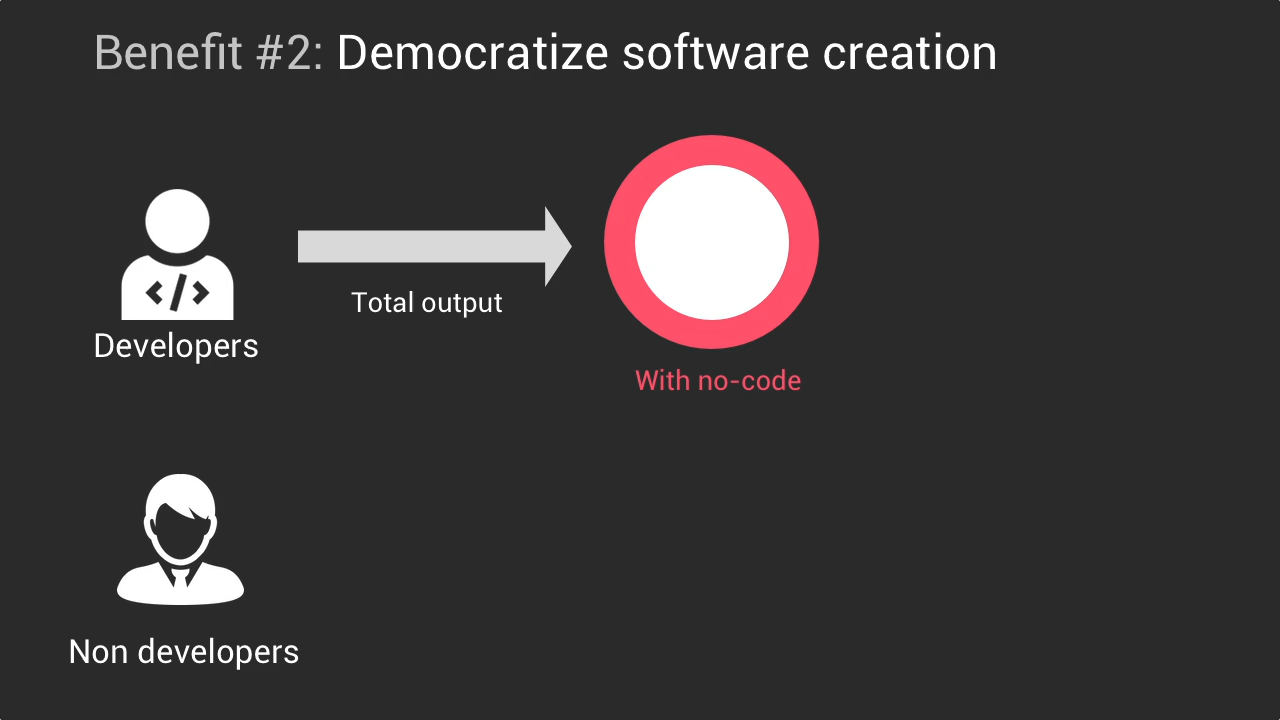 Benefit #2: Democratize software creation
</>
Total output
Developers
With no-code
Non developers